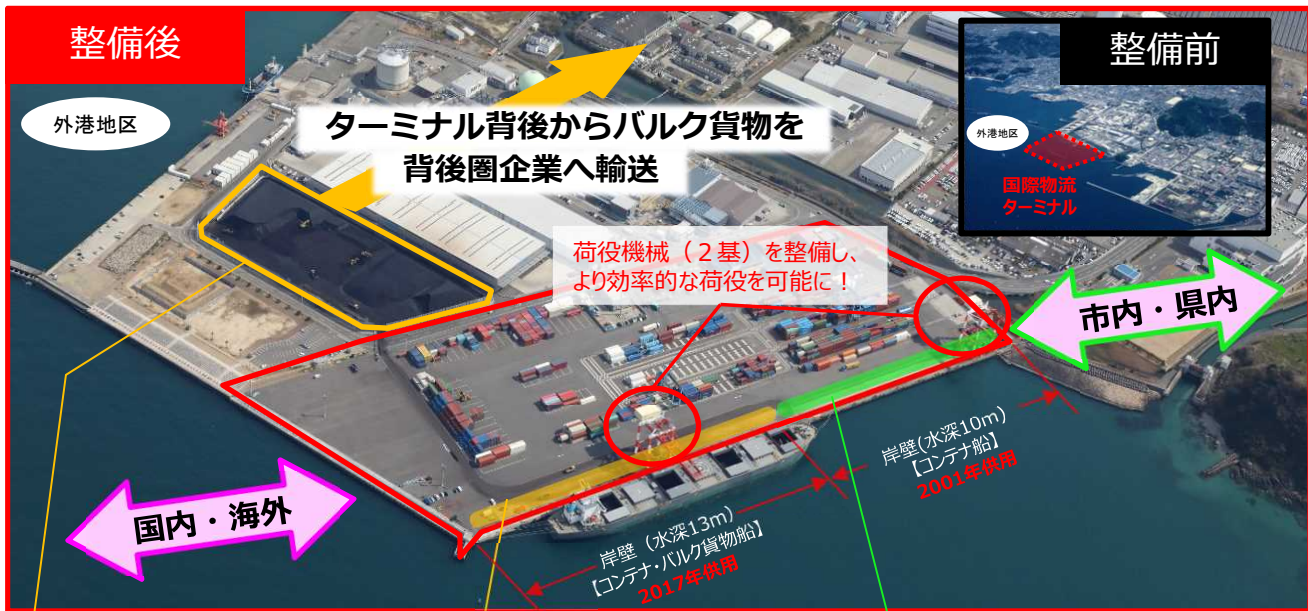 整備後
外港地区
ターミナル背後からバルク貨物を
背後圏企業へ輸送
整備前
外港地区
国際物流
ターミナル
荷役機械（２基）を整備し、
より効率的な荷役を可能に！
市内・県内
国内・海外
岸壁(水深10m)
【コンテナ船】
2001年供用
岸壁（水深13m）
【コンテナ・バルク貨物船】
2017年供用